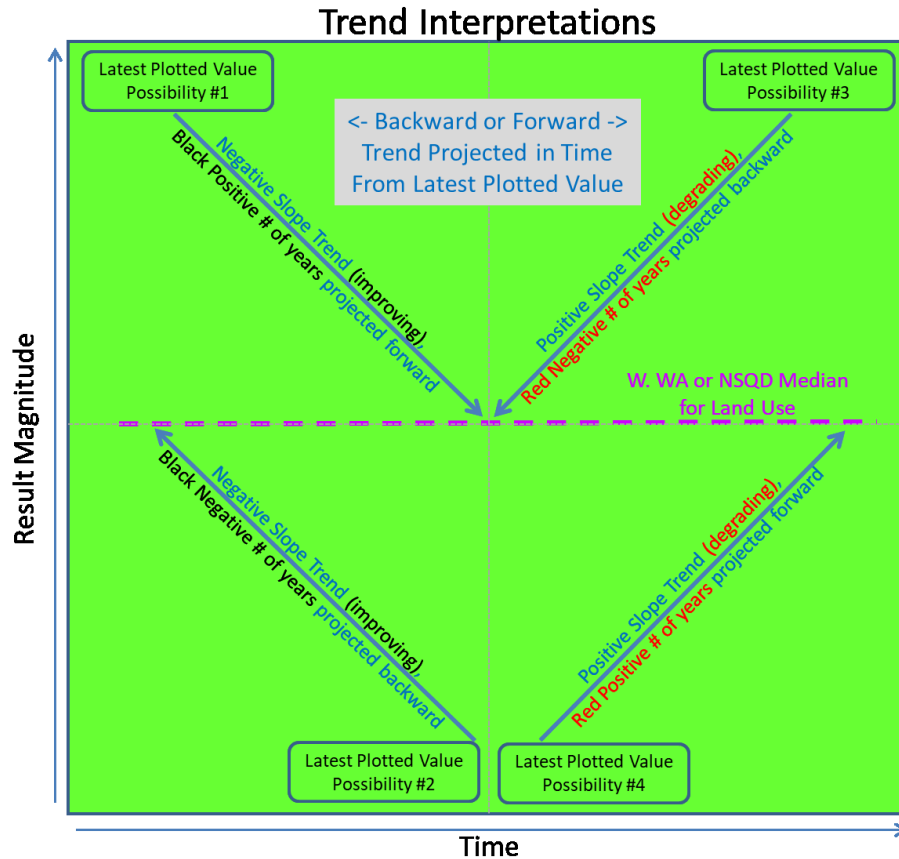 Trend Interpretations
Latest Plotted Value
Possibility #1
Latest Plotted Value
Possibility #3
<- Backward or Forward ->
Trend Projected in Time
From Latest Plotted Value
Negative Slope Trend (improving),
Black Positive # of years projected forward
Positive Slope Trend (degrading),
Red Negative # of years projected backward
W. WA or NSQD Median
for Land Use
Result Magnitude
Negative Slope Trend (improving),
Black Negative # of years projected backward
Positive Slope Trend (degrading),
Red Positive # of years projected forward
Latest Plotted Value
Possibility #2
Latest Plotted Value
Possibility #4
Time